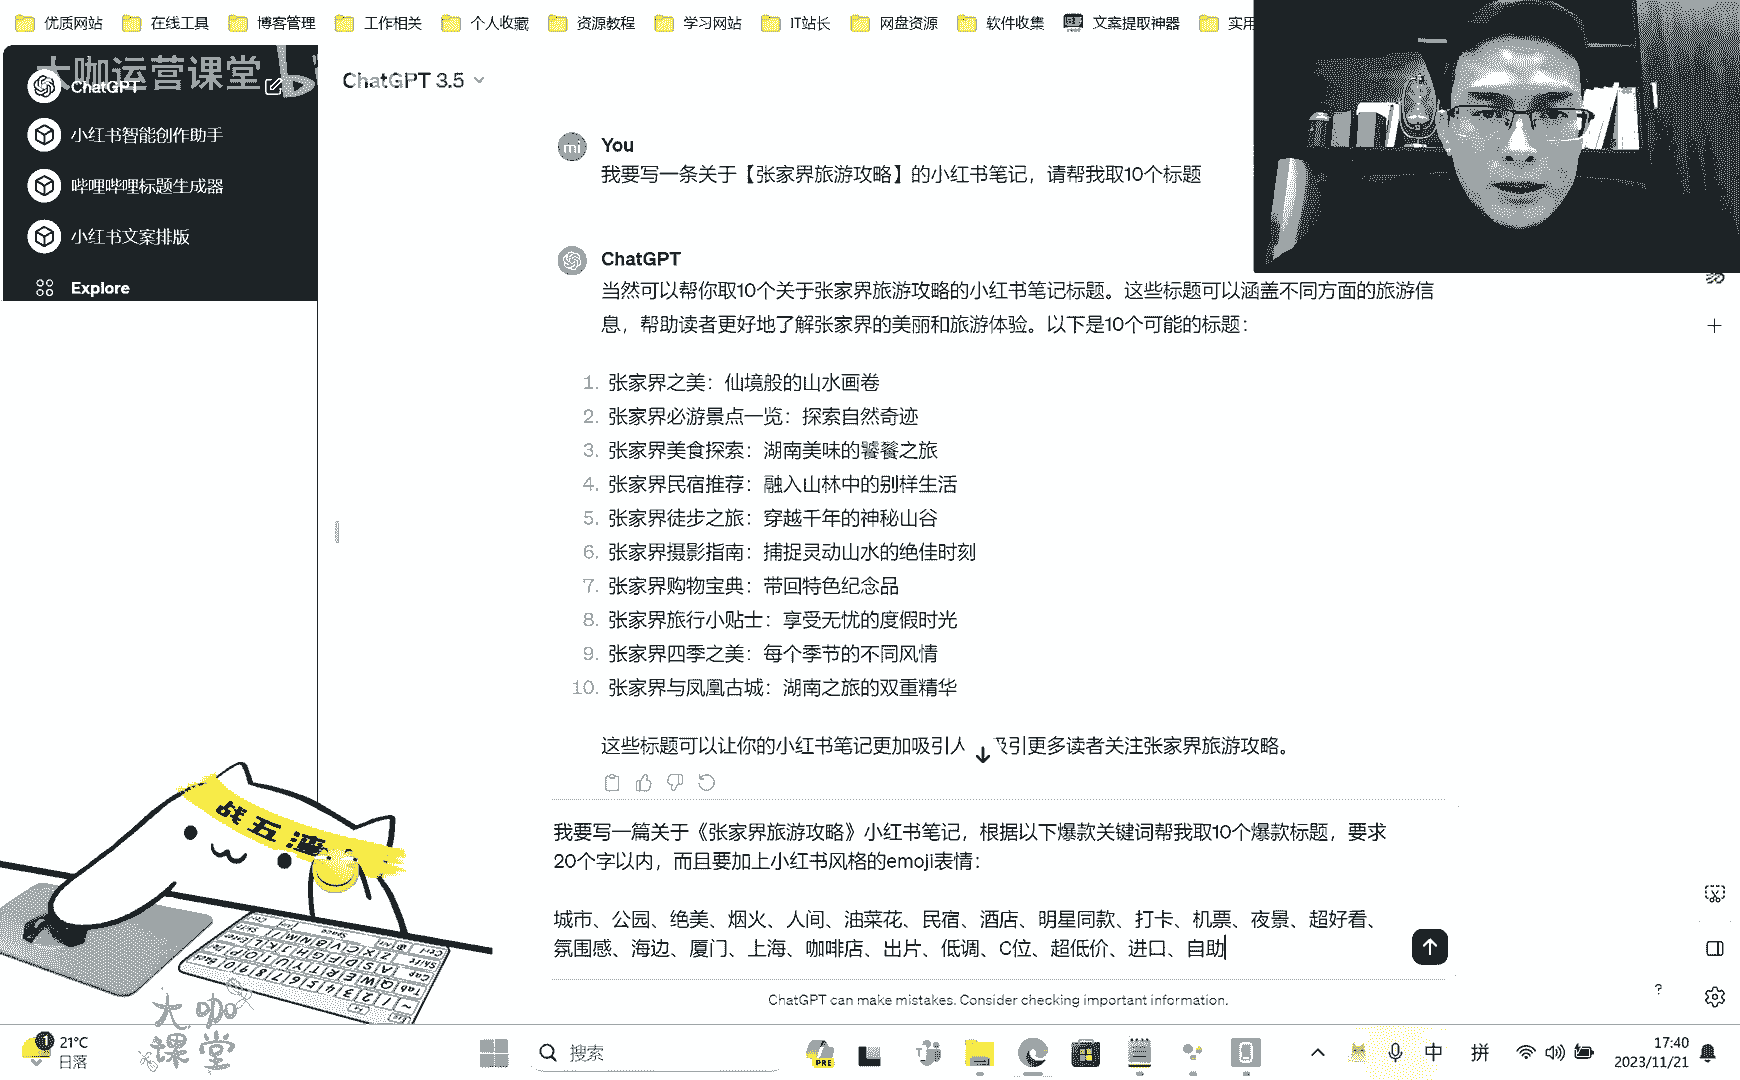 优质网站 在线工具 博客管理 工作相关 个人收藏 资源教程 学习网站 IT站长 网盘资源 软件收集 文案提取神器 实用
大咖运营课堂
ChatGPT
小红书智能创作助手
哔哩哔哩标题生成器
小红书文案排版
Explore
ChatGPT 3.5
mi
You
我要写一条关于【张家界旅游攻略】的小红书笔记，请帮我取10个标题
ChatGPT
当然可以帮你取10个关于张家界旅游攻略的小红书笔记标题。这些标题可以涵盖不同方面的旅游信
息，帮助读者更好地了解张家界的美丽和旅游体验。以下是10个可能的标题：
1. 张家界之美：仙境般的山水画卷
2. 张家界必游景点一览：探索自然奇迹
3. 张家界美食探索：湖南美味的饕餮之旅
4. 张家界民宿推荐：融入山林中的别样生活
5. 张家界徒步之旅：穿越千年的神秘山谷
6. 张家界摄影指南：捕捉灵动山水的绝佳时刻
7. 张家界购物宝典：带回特色纪念品
8. 张家界旅行小贴士：享受无忧的度假时光
9. 张家界四季之美：每个季节的不同风情
10. 张家界与凤凰古城：湖南之旅的双重精华
这些标题可以让你的小红书笔记更加吸引人 引更多读者关注张家界旅游攻略。
我要写一篇关于《张家界旅游攻略》小红书笔记，根据以下爆款关键词帮我取10个爆款标题，要求
20个字以内，而且要加上小红书风格的emoji表情：
城市、公园、绝美、烟火、人间、油菜花、民宿、酒店、明星同款、打卡、机票、夜景、超好看、
氛围感、海边、厦门、上海、咖啡店、出片、低调、C位、超低价、进口、自助
ChatGPT can make mistakes. Consider checking important information.
?
战五渣
大咖
课堂
1
21°C
日落
搜索
PRE
中 拼
17:40
2023/11/21